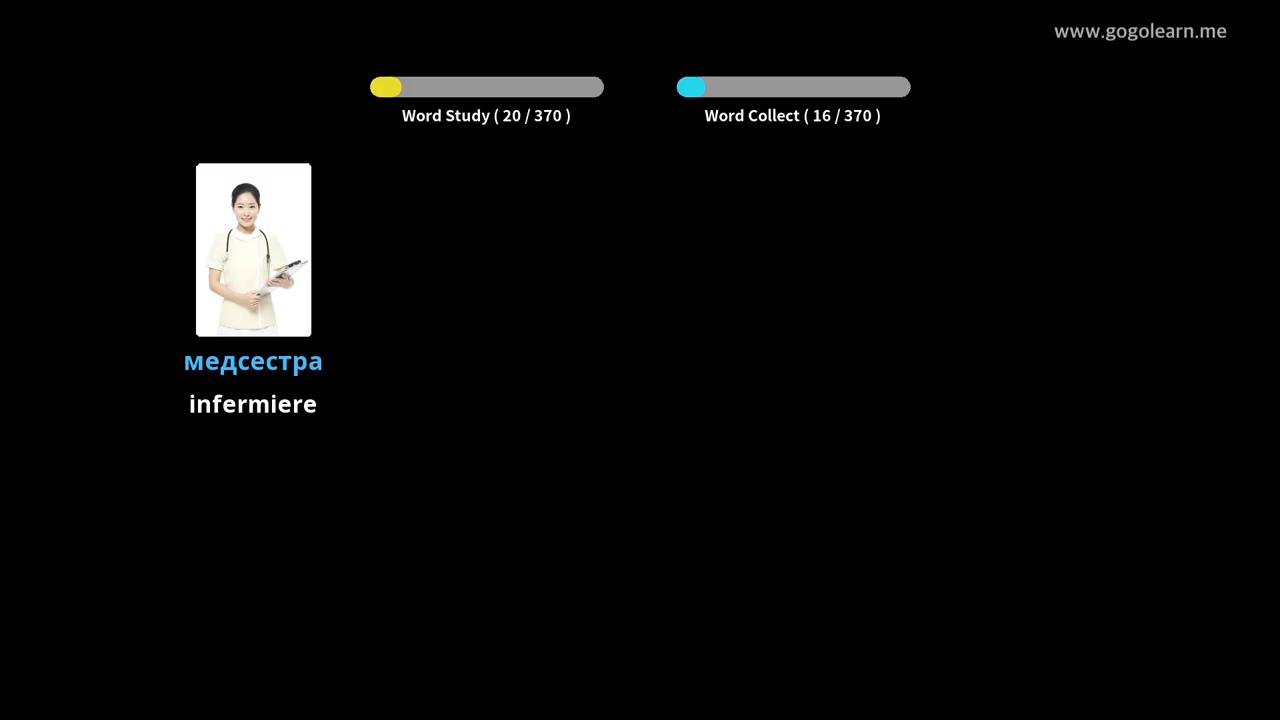 www.gogolearn.me
Word Study ( 20 / 370 )
Word Collect ( 16 / 370 )
медсестра
infermiere